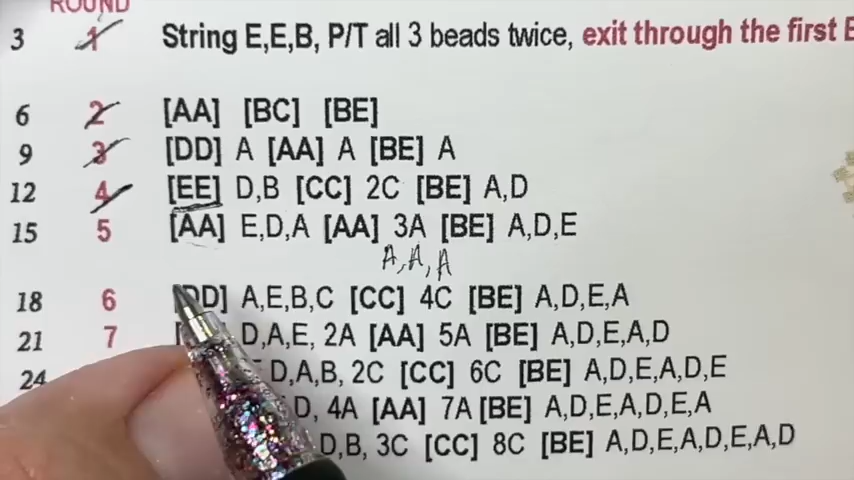 ROUND
3 1 String E,E,B, P/T all 3 beads twice, exit through the first E
6 2 [AA] [BC] [BE]
9 3 [DD] A [AA] A [BE] A
12 4 [EE] D,B [CC] 2C [BE] A,D
15 5 [AA] E,D,A [AA] 3A [BE] A,D,E
A, A, A
18 6 [DD] A,E,B,C [CC] 4C [BE] A,D,E,A
21 7 [ D,A,E, 2A [AA] 5A [BE] A,D,E,A,D
24 D,A,B, 2C [CC] 6C [BE] A,D,E,A,D,E
D, 4A [AA] 7A [BE] A,D,E,A,D,E,A
D,B, 3C [CC] 8C [BE] A,D,E,A,D,E,A,D